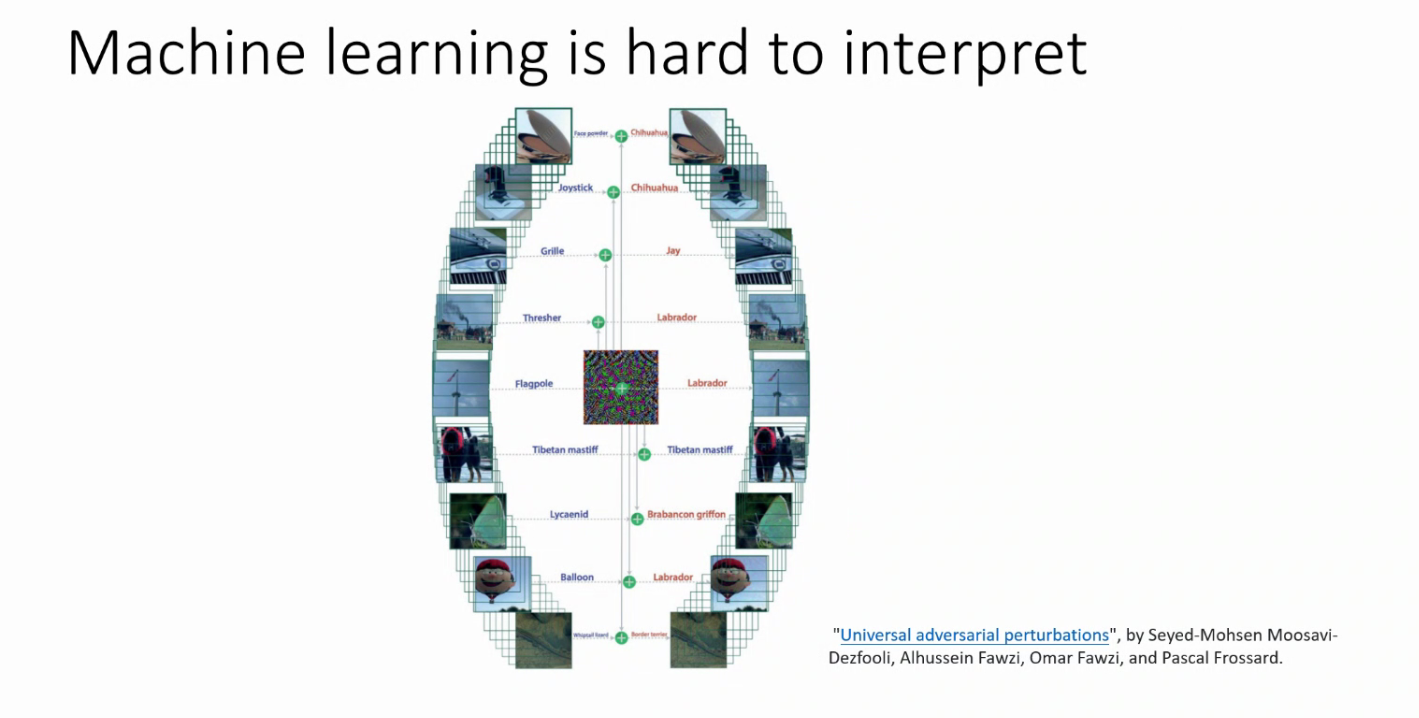 Machine learning is hard to interpret
Face powder Chihuahua
Joystick Chihuahua
Grille Jay
Thresher Labrador
Flagpole Labrador
Tibetan mastiff Tibetan mastiff
Lycaenid Brabancon griffon
Balloon Labrador
Whiptail lizard Border terrier
"Universal adversarial perturbations", by Seyed-Mohsen Moosavi-
Dezfooli, Alhussein Fawzi, Omar Fawzi, and Pascal Frossard.